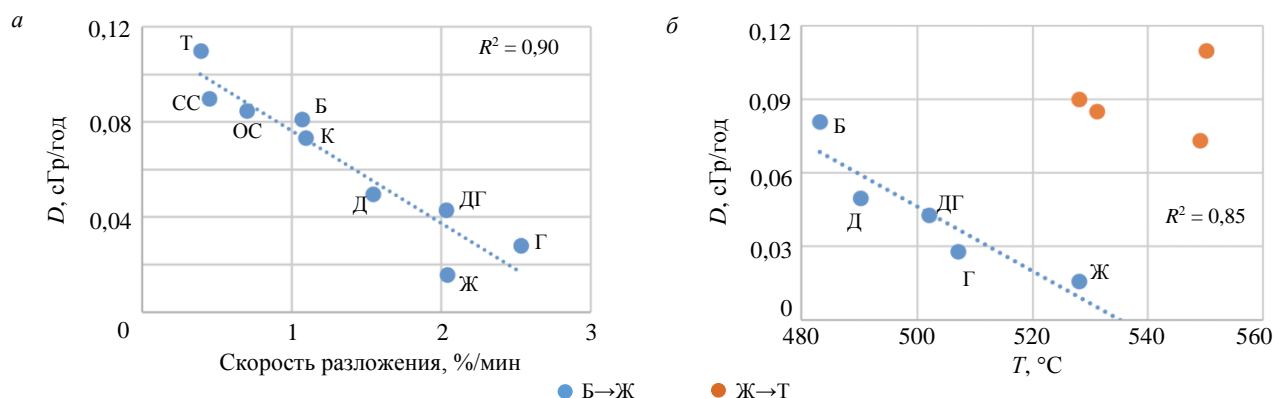 а
D, сГр/год
0,12
0,08
0,04
0
Т
СС
ОС
Б
К
Д
ДГ
Г
Ж
R² = 0,90
1
2
3
Скорость разложения, %/мин
б
D, сГр/год
0,12
0,09
0,06
0,03
0
Б
Д
ДГ
Г
Ж
R² = 0,85
480
500
520
540
560
T, °C
Б→Ж
Ж→Т